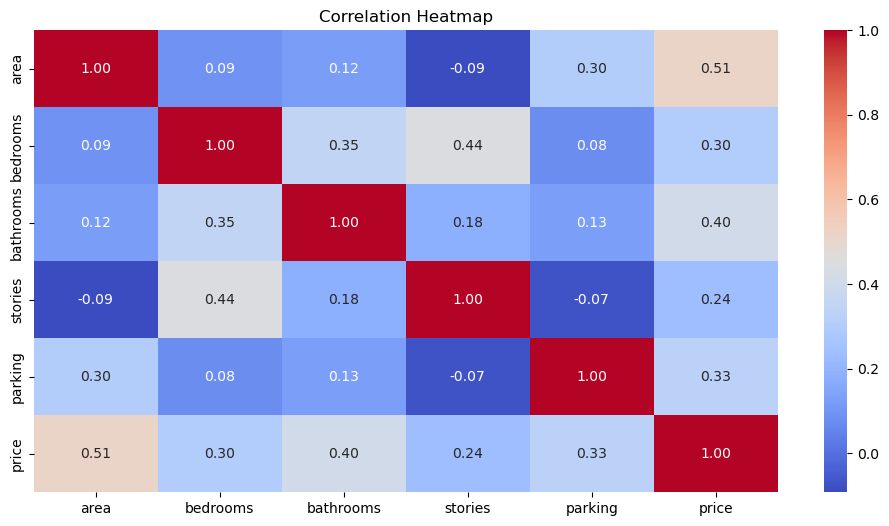 Correlation Heatmap
area 1.00 0.09 0.12 -0.09 0.30 0.51
bedrooms 0.09 1.00 0.35 0.44 0.08 0.30
bathrooms 0.12 0.35 1.00 0.18 0.13 0.40
stories -0.09 0.44 0.18 1.00 -0.07 0.24
parking 0.30 0.08 0.13 -0.07 1.00 0.33
price 0.51 0.30 0.40 0.24 0.33 1.00
area bedrooms bathrooms stories parking price
1.0
0.8
0.6
0.4
0.2
0.0